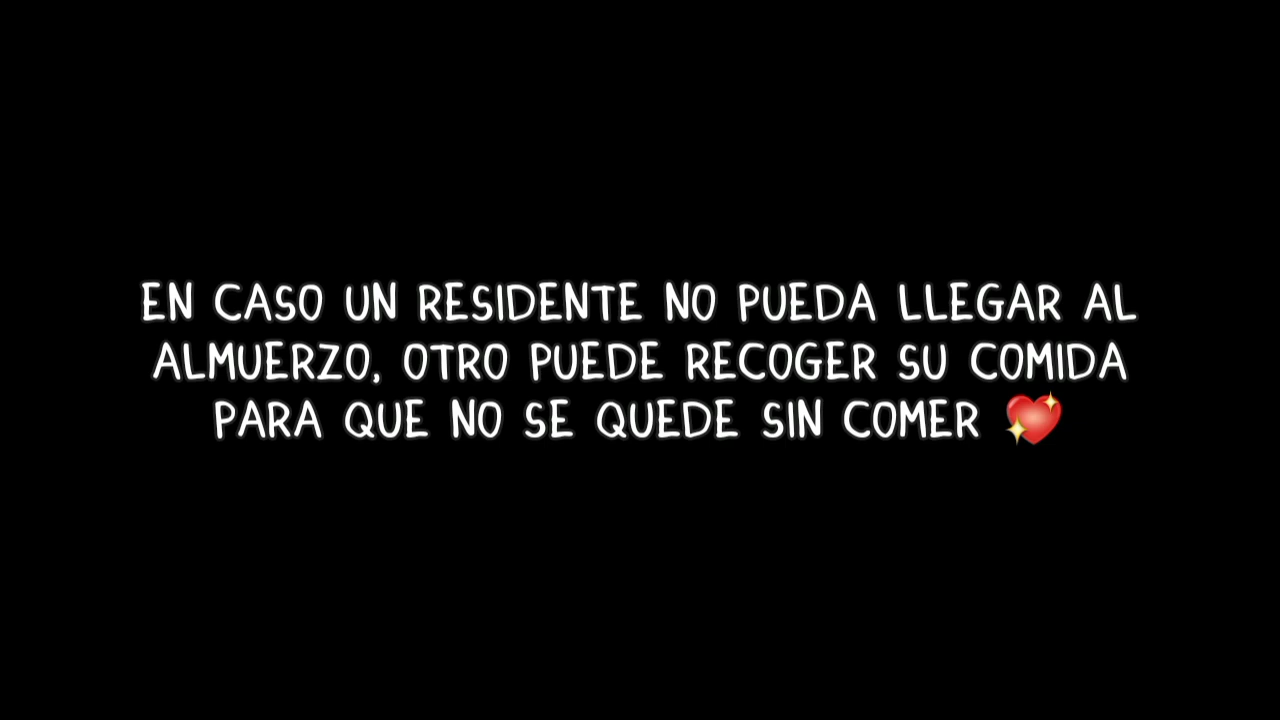 EN CASO UN RESIDENTE NO PUEDA LLEGAR AL
ALMUERZO, OTRO PUEDE RECOGER SU COMIDA
PARA QUE NO SE QUEDE SIN COMER 💖